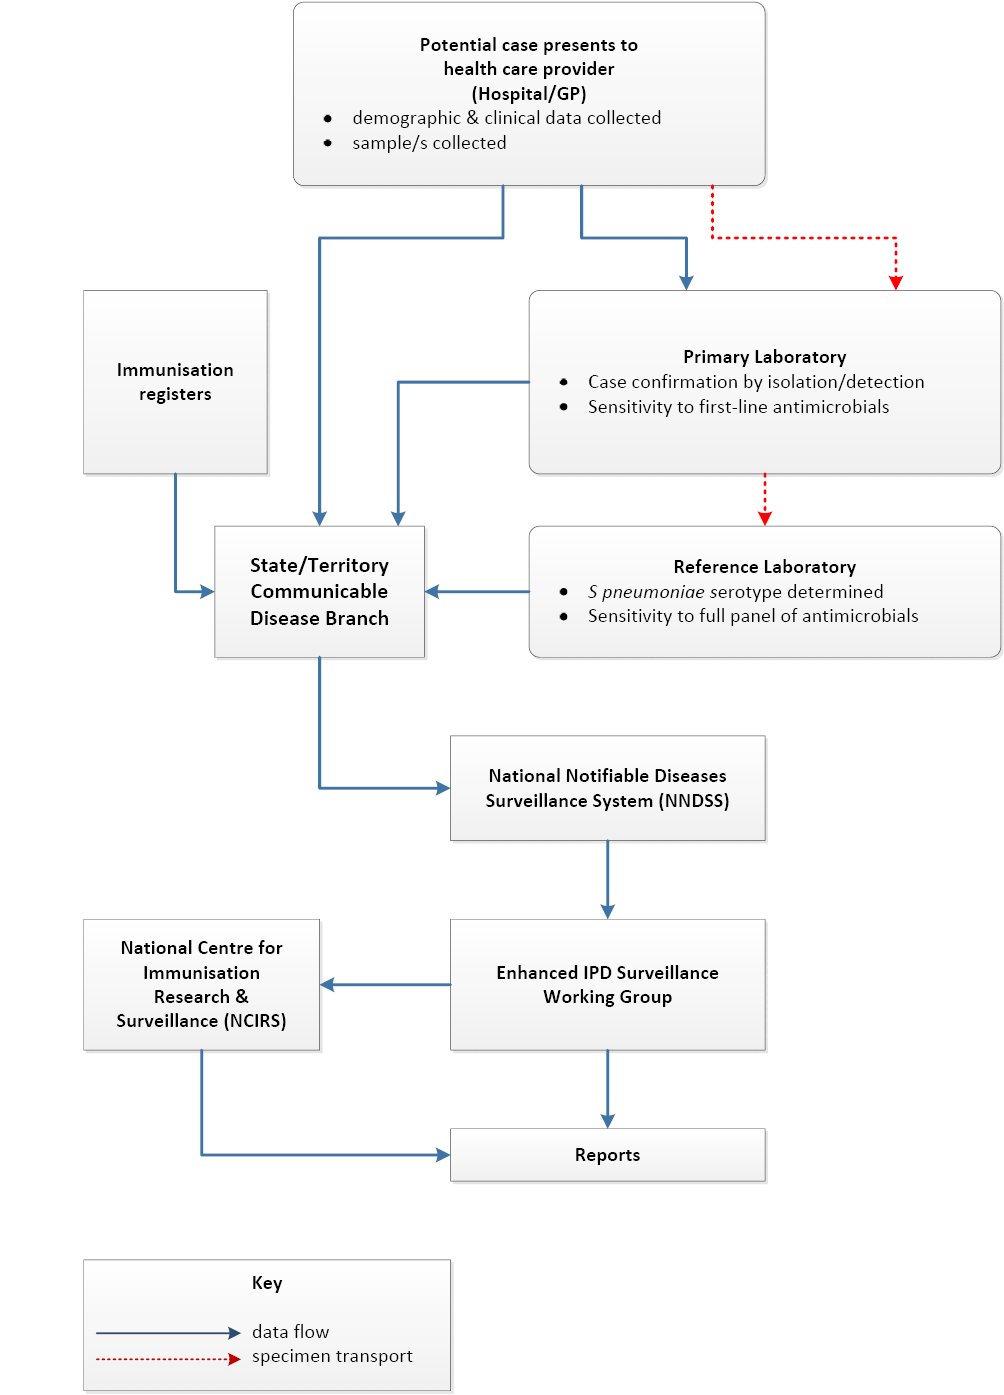 Potential case presents to
health care provider
(Hospital/GP)
● demographic & clinical data collected
● sample/s collected
Immunisation
registers
Primary Laboratory
● Case confirmation by isolation/detection
● Sensitivity to first-line antimicrobials
State/Territory
Communicable
Disease Branch
Reference Laboratory
● S pneumoniae serotype determined
● Sensitivity to full panel of antimicrobials
National Notifiable Diseases
Surveillance System (NNDSS)
National Centre for
Immunisation
Research &
Surveillance (NCIRS)
Enhanced IPD Surveillance
Working Group
Reports
Key
data flow
specimen transport